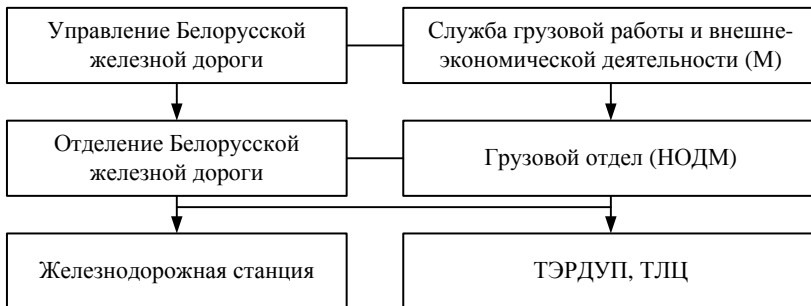 Управление Белорусской
железной дороги
Служба грузовой работы и внешне-
экономической деятельности (М)
Отделение Белорусской
железной дороги
Грузовой отдел (НОДМ)
Железнодорожная станция
ТЭРДУП, ТЛЦ